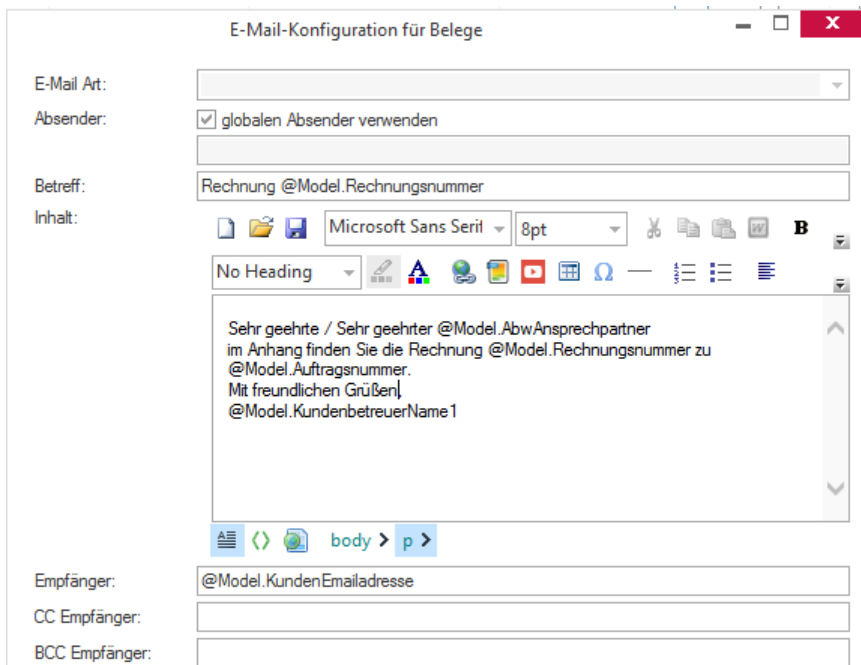 E-Mail-Konfiguration für Belege
E-Mail Art:
Absender:
globalen Absender verwenden
Betreff:
Rechnung @Model.Rechnungsnummer
Inhalt:
Microsoft Sans Serif
8pt
W
B
No Heading
A
Ω
Sehr geehrte / Sehr geehrter @Model.AbwAnsprechpartner
im Anhang finden Sie die Rechnung @Model.Rechnungsnummer zu
@Model.Auftragsnummer.
Mit freundlichen Grüßen,
@Model.KundenbetreuerName1
body > p >
Empfänger:
@Model.KundenEmailadresse
CC Empfänger:
BCC Empfänger: